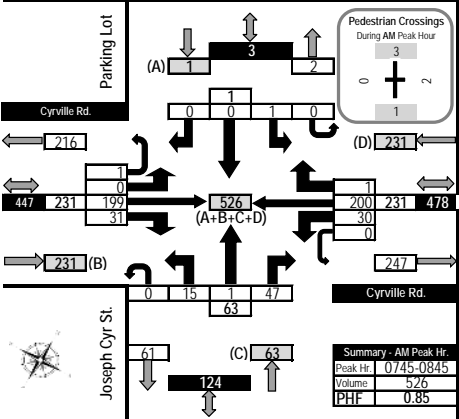 Parking Lot
(A) 1
3
2
Pedestrian Crossings
During AM Peak Hour
3
0
2
1
Cyrville Rd.
1
0 0 1 0
216
(D) 231
1
0
447 231 199
31
526
(A+B+C+D)
1
200 231 478
30
0
231 (B)
247
0 15 1 47
63
Cyrville Rd.
Joseph Cyr St.
61
(C) 63
124
Summary - AM Peak Hr.
Peak Hr. 0745-0845
Volume 526
PHF 0.85